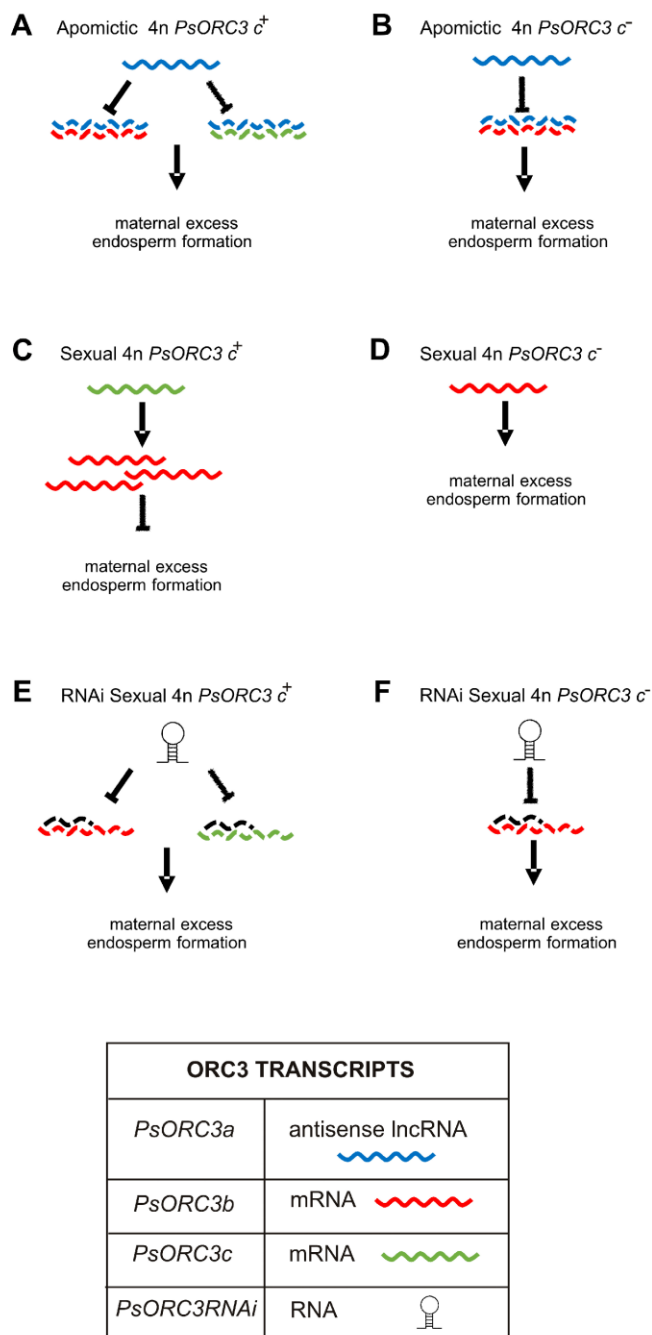 A Apomictic 4n PsORC3 c+
B Apomictic 4n PsORC3 c-
maternal excess
endosperm formation
maternal excess
endosperm formation
C Sexual 4n PsORC3 c+
D Sexual 4n PsORC3 c-
maternal excess
endosperm formation
maternal excess
endosperm formation
E RNAi Sexual 4n PsORC3 c+
F RNAi Sexual 4n PsORC3 c-
maternal excess
endosperm formation
maternal excess
endosperm formation
ORC3 TRANSCRIPTS
PsORC3a antisense lncRNA
PsORC3b mRNA
PsORC3c mRNA
PsORC3RNAi RNA